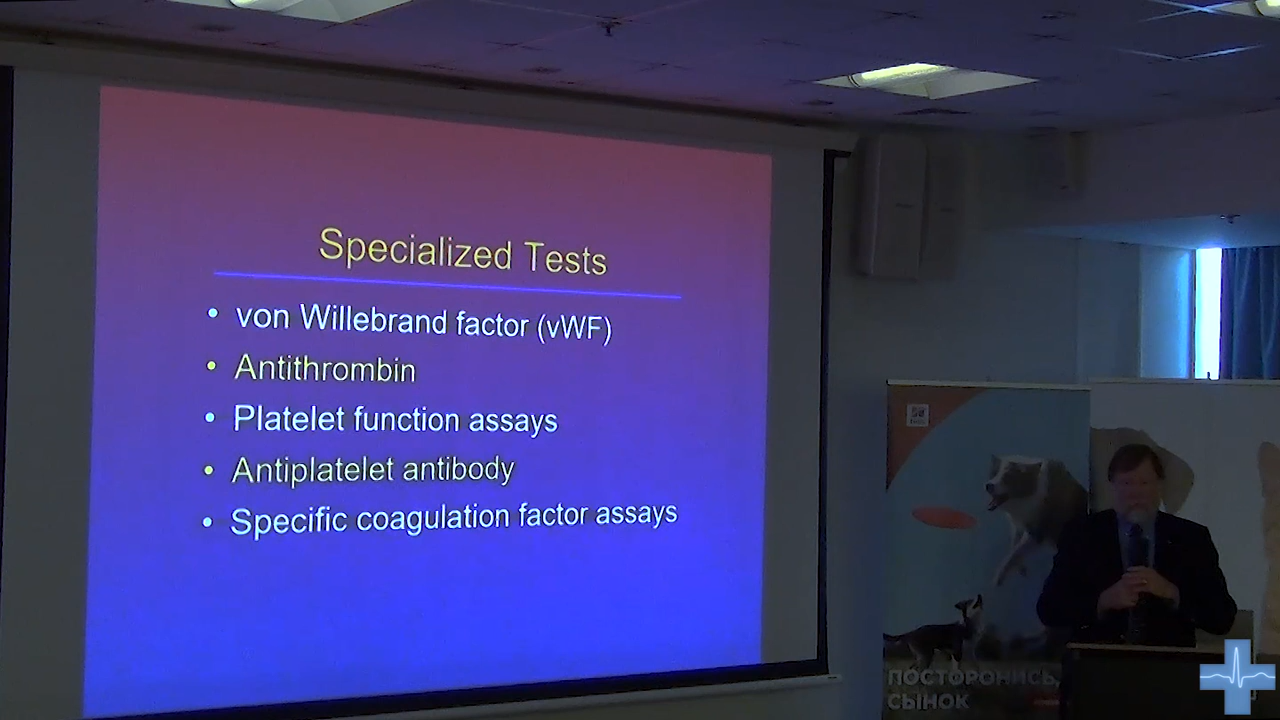 Specialized Tests
• von Willebrand factor (vWF)
• Antithrombin
• Platelet function assays
• Antiplatelet antibody
• Specific coagulation factor assays
ПОСТОРОНИСЬ,
СЫНОК